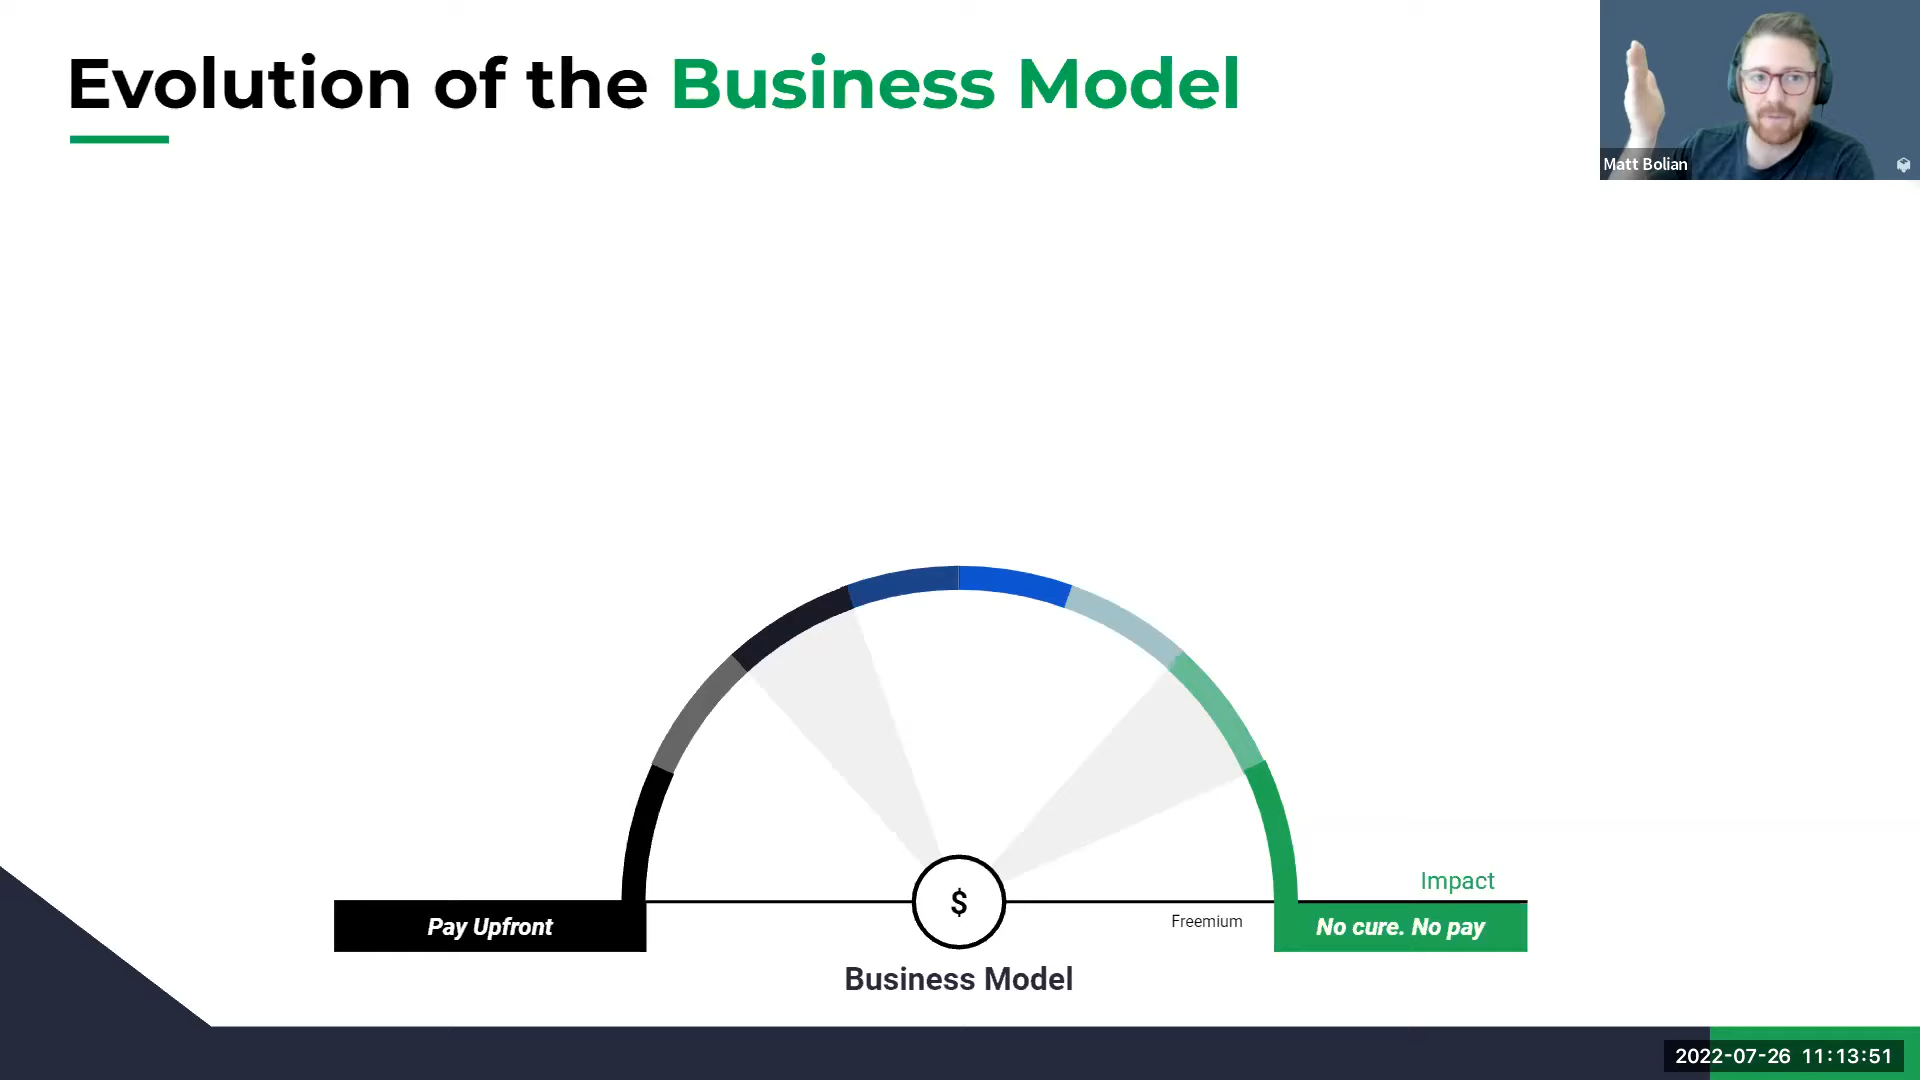 Evolution of the Business Model
Matt Bolian
Impact
Pay Upfront
$
Freemium
No cure. No pay
Business Model
2022-07-26 11:13:51